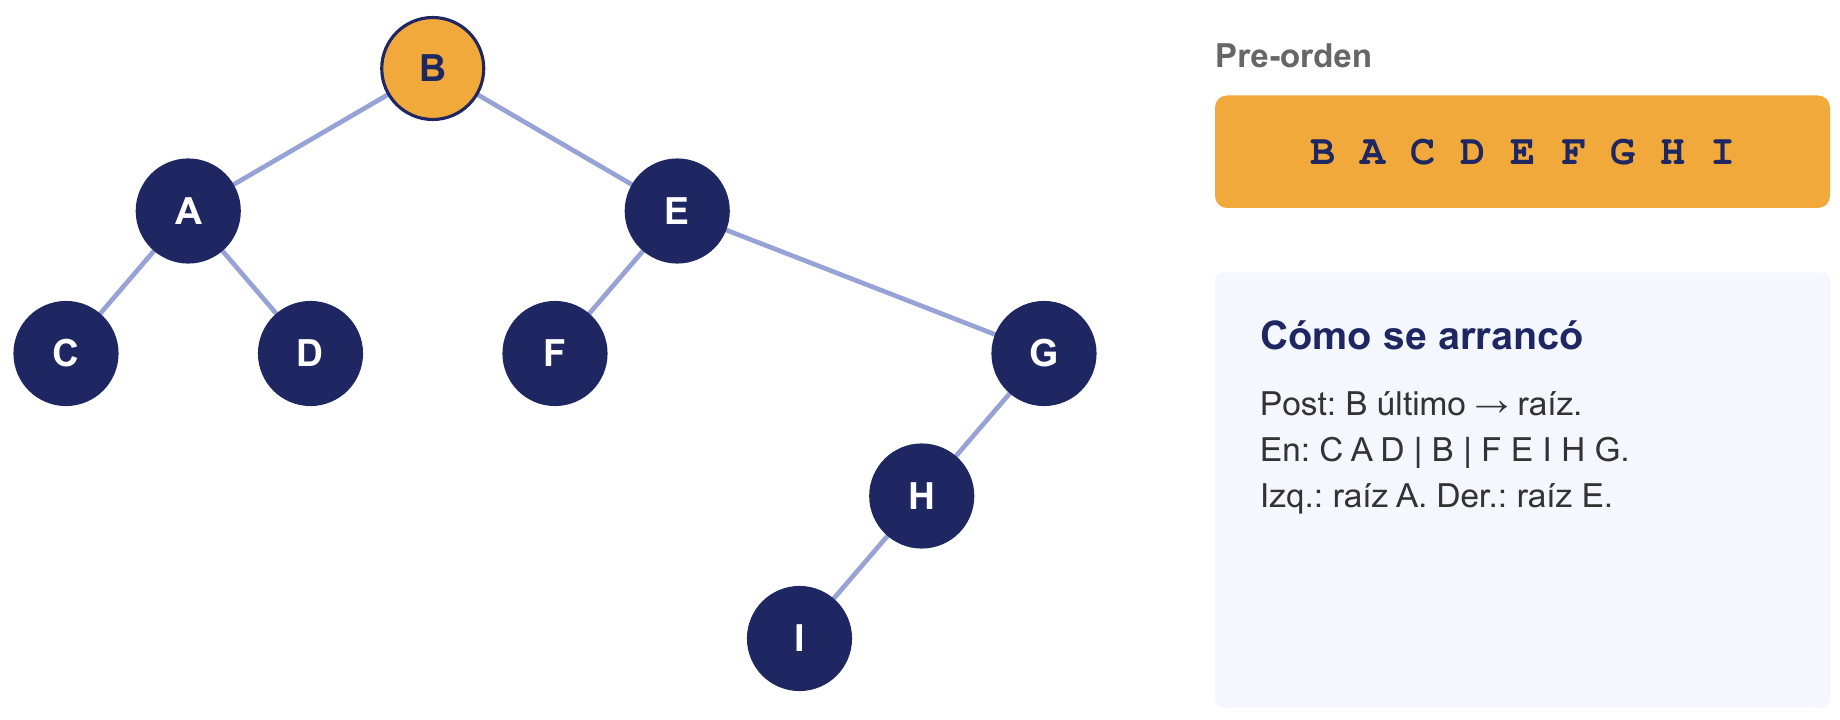 B
A
E
C
D
F
G
H
I
Pre-orden
B A C D E F G H I
Cómo se arrancó
Post: B último → raíz.
En: C A D | B | F E I H G.
Izq.: raíz A. Der.: raíz E.